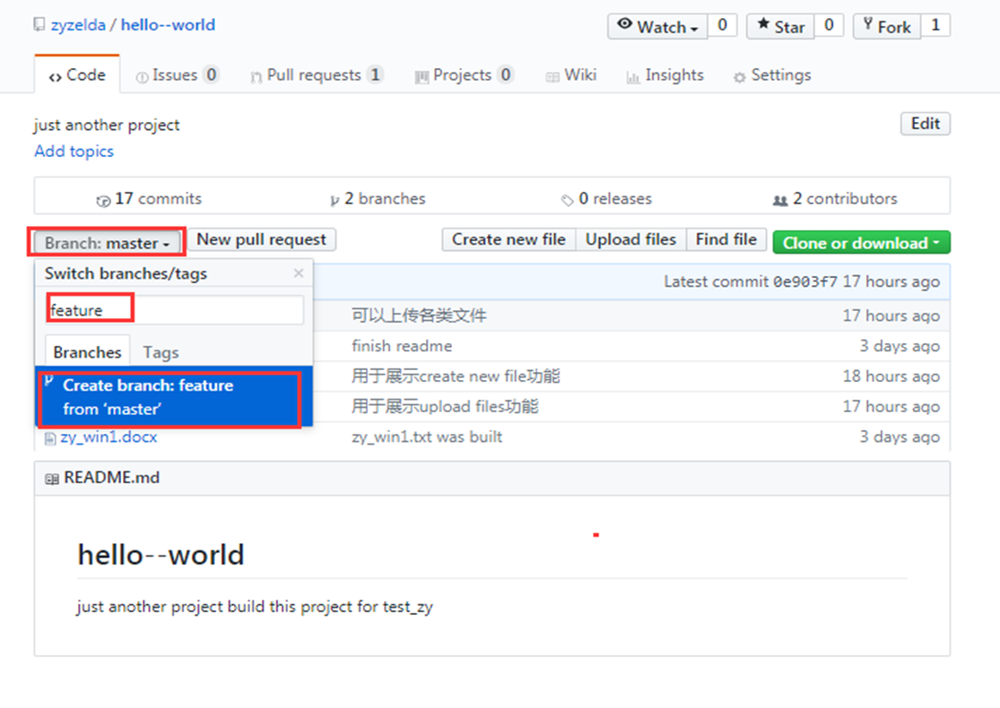 zyzelda / hello--world
Watch 0 Star 0 Fork 1
Code Issues 0 Pull requests 1 Projects 0 Wiki Insights Settings
just another project
Edit
Add topics
17 commits 2 branches 0 releases 2 contributors
Branch: master New pull request Create new file Upload files Find file Clone or download
Switch branches/tags ×
Latest commit 0e903f7 17 hours ago
feature
可以上传各类文件 17 hours ago
finish readme 3 days ago
Branches Tags
用于展示create new file功能 18 hours ago
Create branch: feature
from ‘master’
用于展示upload files功能 17 hours ago
zy_win1.docx zy_win1.txt was built 3 days ago
README.md
hello--world
just another project build this project for test_zy